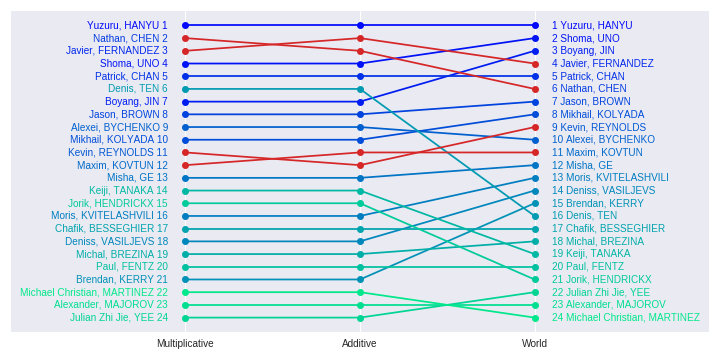 Yuzuru, HANYU 1
Nathan, CHEN 2
Javier, FERNANDEZ 3
Shoma, UNO 4
Patrick, CHAN 5
Denis, TEN 6
Boyang, JIN 7
Jason, BROWN 8
Alexei, BYCHENKO 9
Mikhail, KOLYADA 10
Kevin, REYNOLDS 11
Maxim, KOVTUN 12
Misha, GE 13
Keiji, TANAKA 14
Jorik, HENDRICKX 15
Moris, KVITELASHVILI 16
Chafik, BESSEGHIER 17
Deniss, VASILJEVS 18
Michal, BREZINA 19
Paul, FENTZ 20
Brendan, KERRY 21
Michael Christian, MARTINEZ 22
Alexander, MAJOROV 23
Julian Zhi Jie, YEE 24
1 Yuzuru, HANYU
2 Shoma, UNO
3 Boyang, JIN
4 Javier, FERNANDEZ
5 Patrick, CHAN
6 Nathan, CHEN
7 Jason, BROWN
8 Mikhail, KOLYADA
9 Kevin, REYNOLDS
10 Alexei, BYCHENKO
11 Maxim, KOVTUN
12 Misha, GE
13 Moris, KVITELASHVILI
14 Deniss, VASILJEVS
15 Brendan, KERRY
16 Denis, TEN
17 Chafik, BESSEGHIER
18 Michal, BREZINA
19 Keiji, TANAKA
20 Paul, FENTZ
21 Jorik, HENDRICKX
22 Julian Zhi Jie, YEE
23 Alexander, MAJOROV
24 Michael Christian, MARTINEZ
Multiplicative
Additive
World